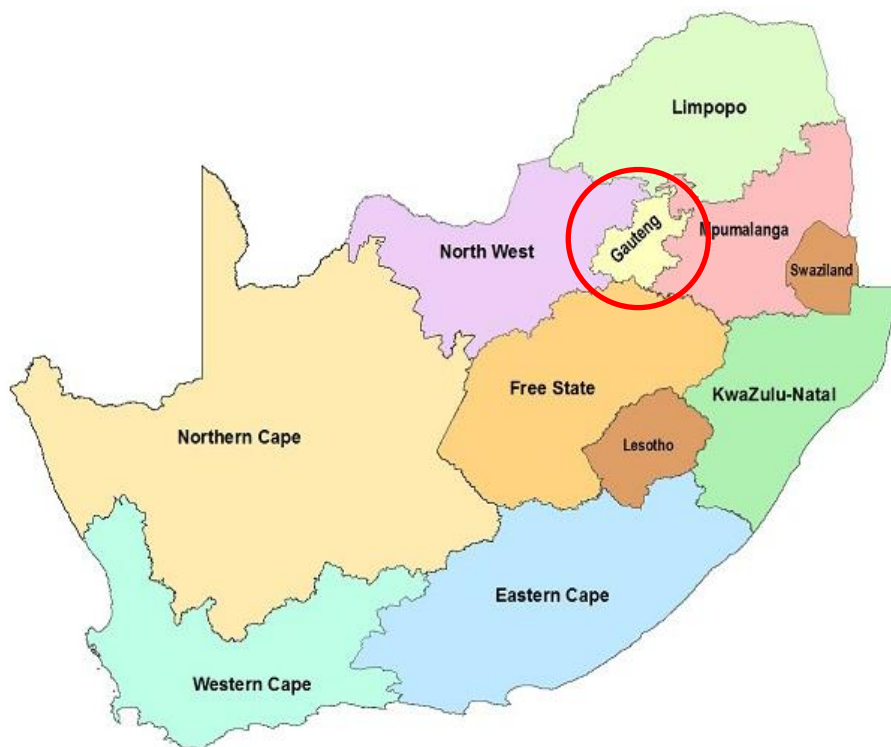 Limpopo
Mpumalanga
Gauteng
North West
Swaziland
Free State
KwaZulu-Natal
Northern Cape
Lesotho
Eastern Cape
Western Cape